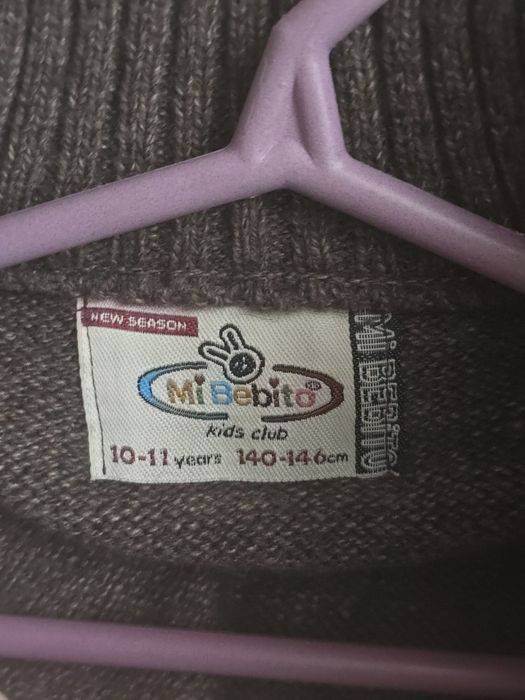 NEW SEASON
Mi Bebito
kids club
10-11 years 140-146cm
Mi BEBiTO